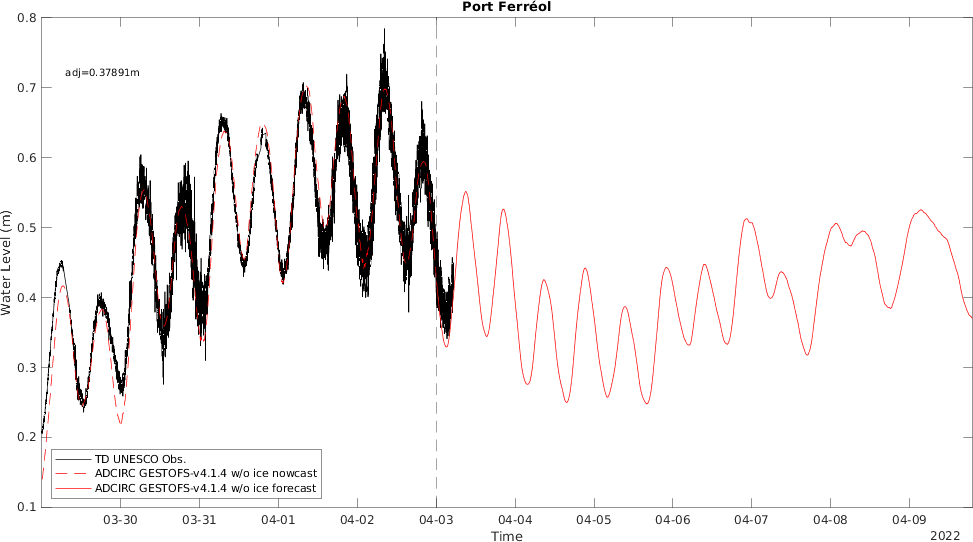 Port Ferréol
adj=0.37891m
Water Level (m)
0.8
0.7
0.6
0.5
0.4
0.3
0.2
0.1
TD UNESCO Obs.
ADCIRC GESTOFS-v4.1.4 w/o ice nowcast
ADCIRC GESTOFS-v4.1.4 w/o ice forecast
03-30 03-31 04-01 04-02 04-03 04-04 04-05 04-06 04-07 04-08 04-09
Time
2022